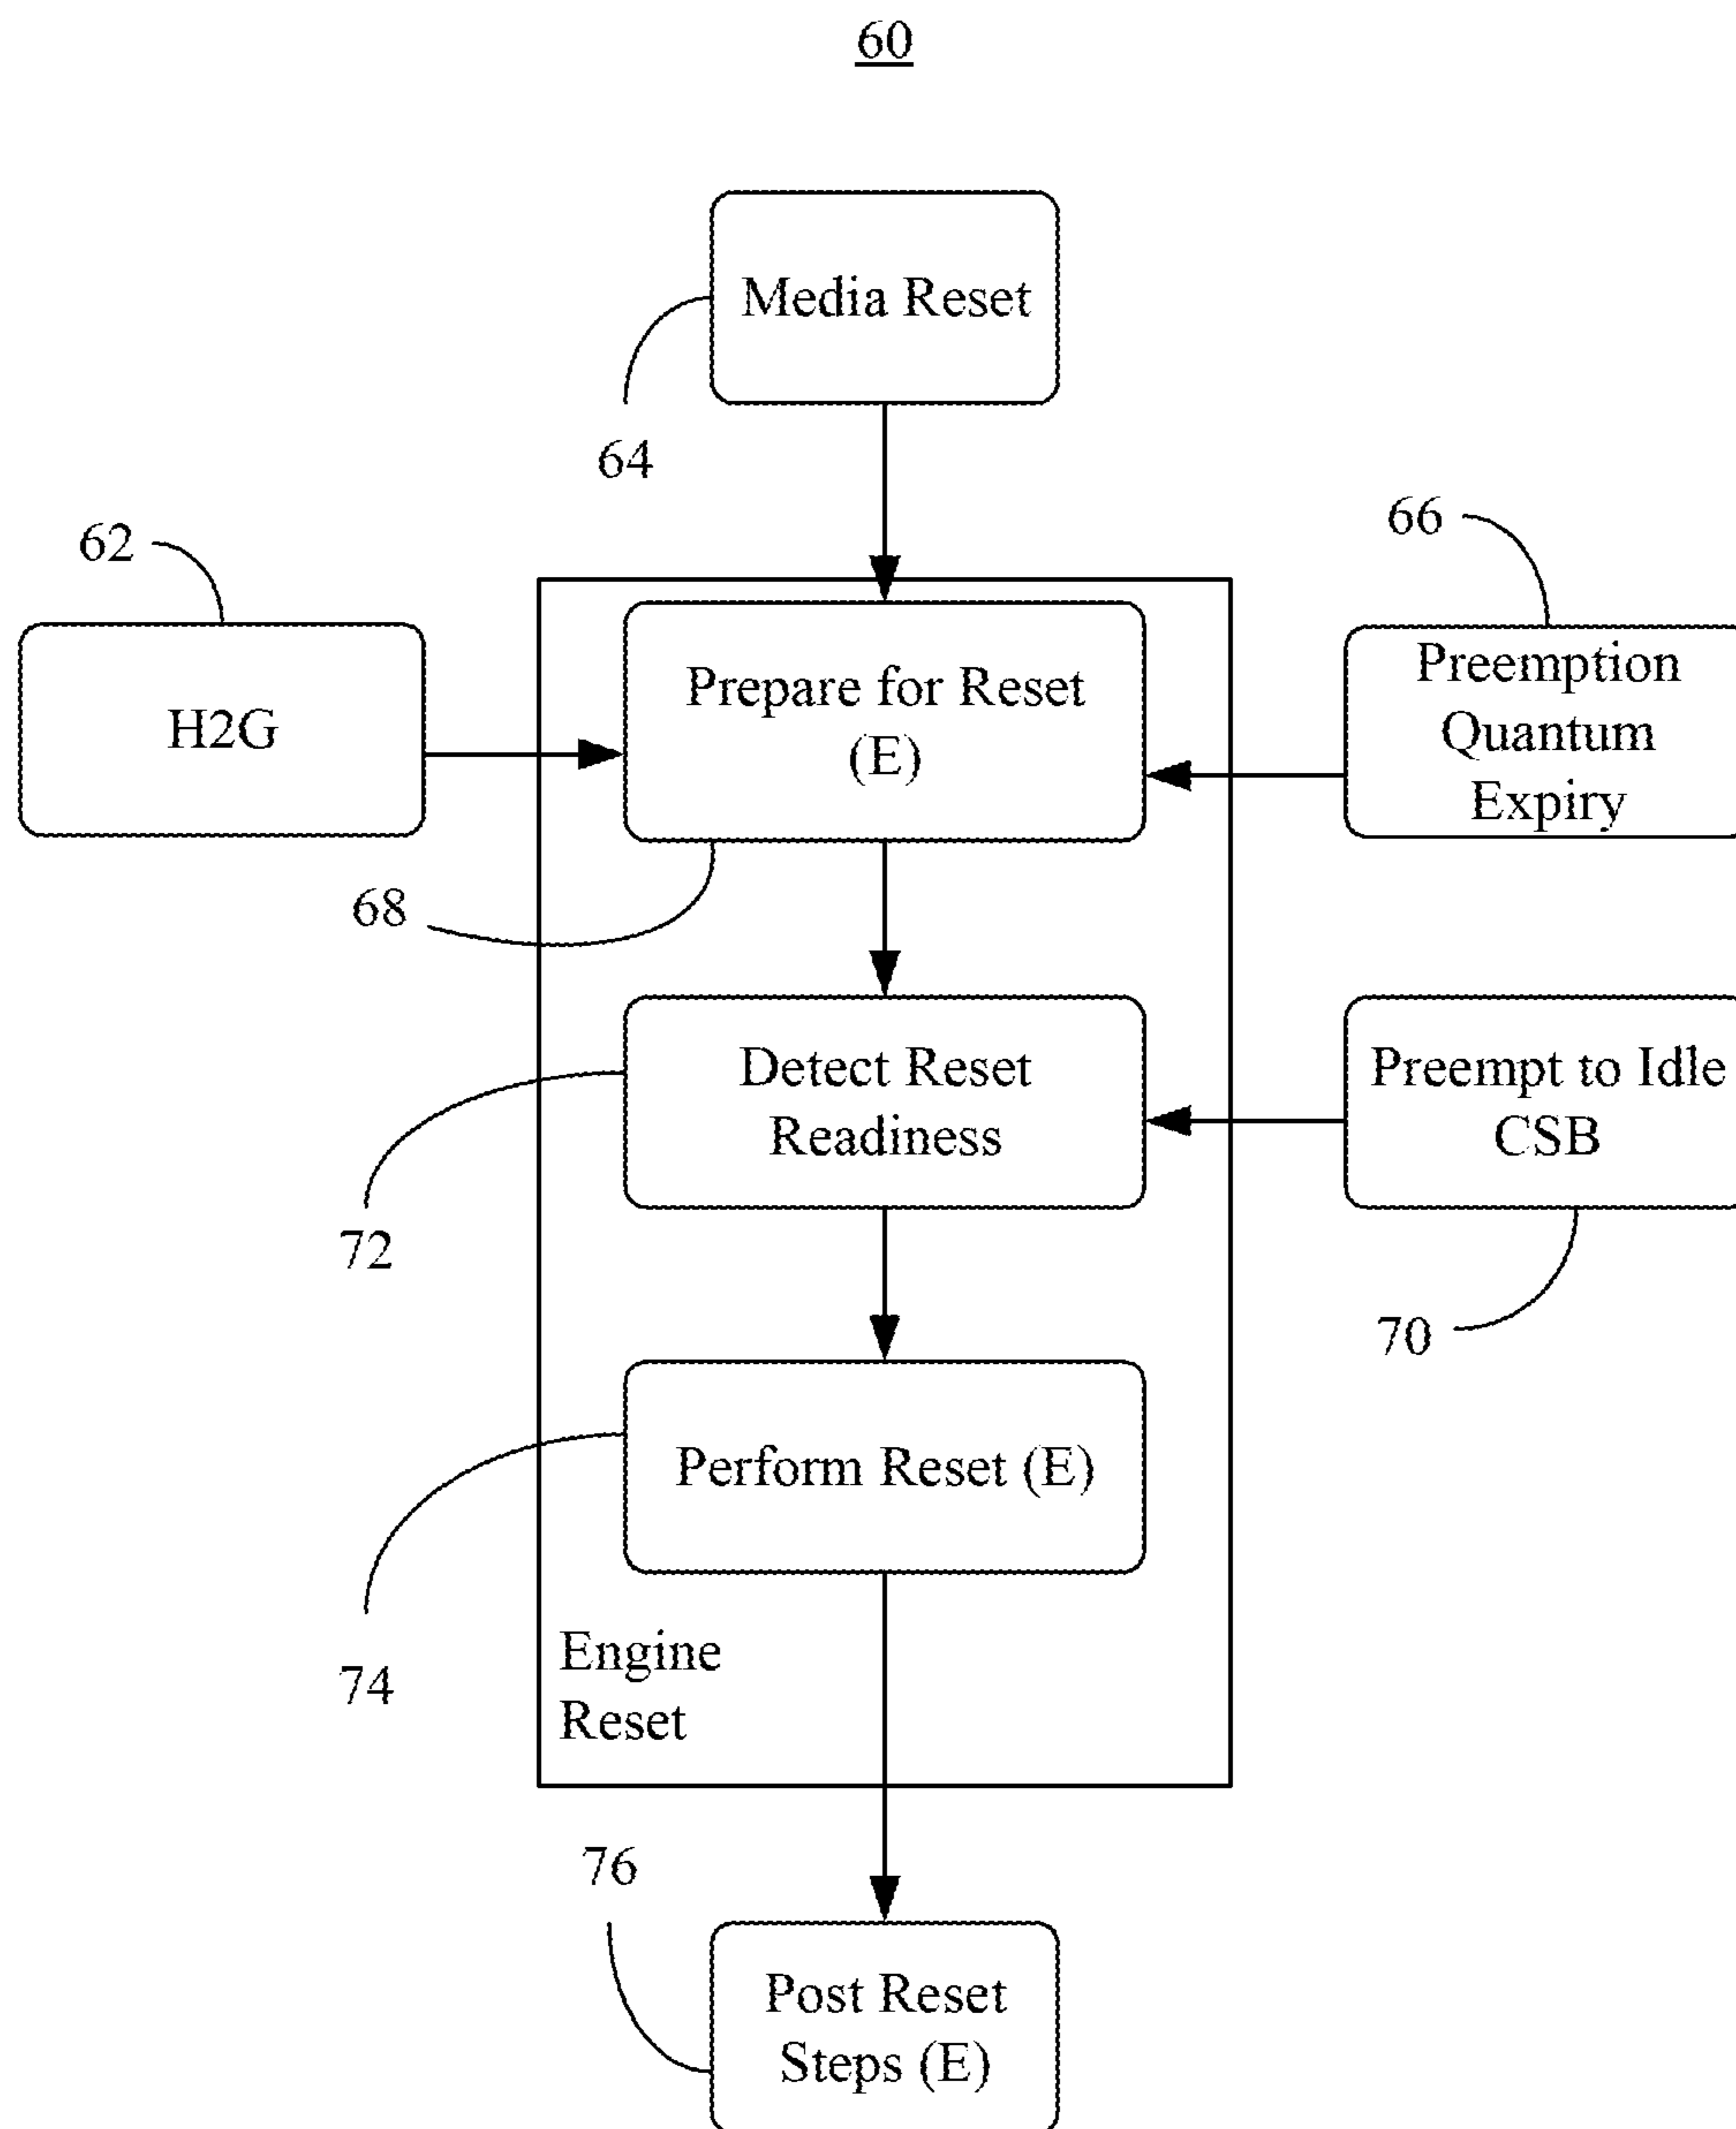 60
Media Reset
64
62
66
H2G
Prepare for Reset
(E)
Preemption
Quantum
Expiry
68
Detect Reset
Readiness
Preempt to Idle
CSB
72
70
Perform Reset (E)
74
Engine
Reset
76
Post Reset
Steps (E)